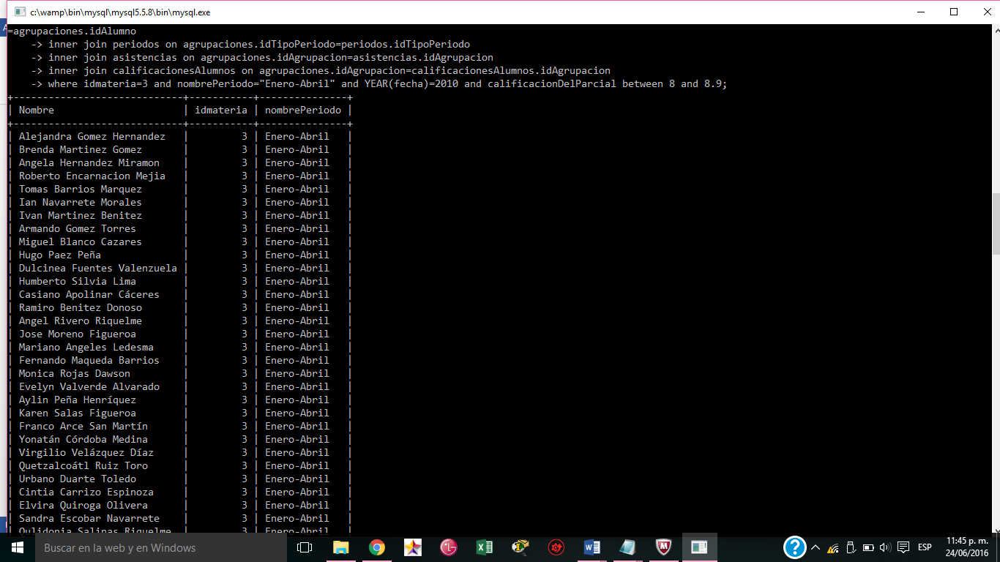 c:\wamp\bin\mysql\mysql5.5.8\bin\mysql.exe
=agrupaciones.idAlumno
-> inner join periodos on agrupaciones.idTipoPeriodo=periodos.idTipoPeriodo
-> inner join asistencias on agrupaciones.idAgrupacion=asistencias.idAgrupacion
-> inner join calificacionesAlumnos on agrupaciones.idAgrupacion=calificacionesAlumnos.idAgrupacion
-> where idmateria=3 and nombrePeriodo="Enero-Abril" and YEAR(fecha)=2010 and calificacionDelParcial between 8 and 8.9;
+-----------------------------+-----------+---------------+
| Nombre | idmateria | nombrePeriodo |
+-----------------------------+-----------+---------------+
| Alejandra Gomez Hernandez | 3 | Enero-Abril |
| Brenda Martinez Gomez | 3 | Enero-Abril |
| Angela Hernandez Miramon | 3 | Enero-Abril |
| Roberto Encarnacion Mejia | 3 | Enero-Abril |
| Tomas Barrios Marquez | 3 | Enero-Abril |
| Ian Navarrete Morales | 3 | Enero-Abril |
| Ivan Martinez Benitez | 3 | Enero-Abril |
| Armando Gomez Torres | 3 | Enero-Abril |
| Miguel Blanco Cazares | 3 | Enero-Abril |
| Hugo Paez Peña | 3 | Enero-Abril |
| Dulcinea Fuentes Valenzuela | 3 | Enero-Abril |
| Humberto Silvia Lima | 3 | Enero-Abril |
| Casiano Apolinar Cáceres | 3 | Enero-Abril |
| Ramiro Benitez Donoso | 3 | Enero-Abril |
| Angel Rivero Riquelme | 3 | Enero-Abril |
| Jose Moreno Figueroa | 3 | Enero-Abril |
| Mariano Angeles Ledesma | 3 | Enero-Abril |
| Fernando Maqueda Barrios | 3 | Enero-Abril |
| Monica Rojas Dawson | 3 | Enero-Abril |
| Evelyn Valverde Alvarado | 3 | Enero-Abril |
| Aylin Peña Henríquez | 3 | Enero-Abril |
| Karen Salas Figueroa | 3 | Enero-Abril |
| Franco Arce San Martín | 3 | Enero-Abril |
| Yonatán Córdoba Medina | 3 | Enero-Abril |
| Virgilio Velázquez Díaz | 3 | Enero-Abril |
| Quetzalcoátl Ruiz Toro | 3 | Enero-Abril |
| Urbano Duarte Toledo | 3 | Enero-Abril |
| Cintia Carrizo Espinoza | 3 | Enero-Abril |
| Elvira Quiroga Olivera | 3 | Enero-Abril |
| Sandra Escobar Navarrete | 3 | Enero-Abril |
| Qulidonia Salinas Riquelme | 3 | Enero-Abril |
Buscar en la web y en Windows
ESP
11:45 p. m.
24/06/2016